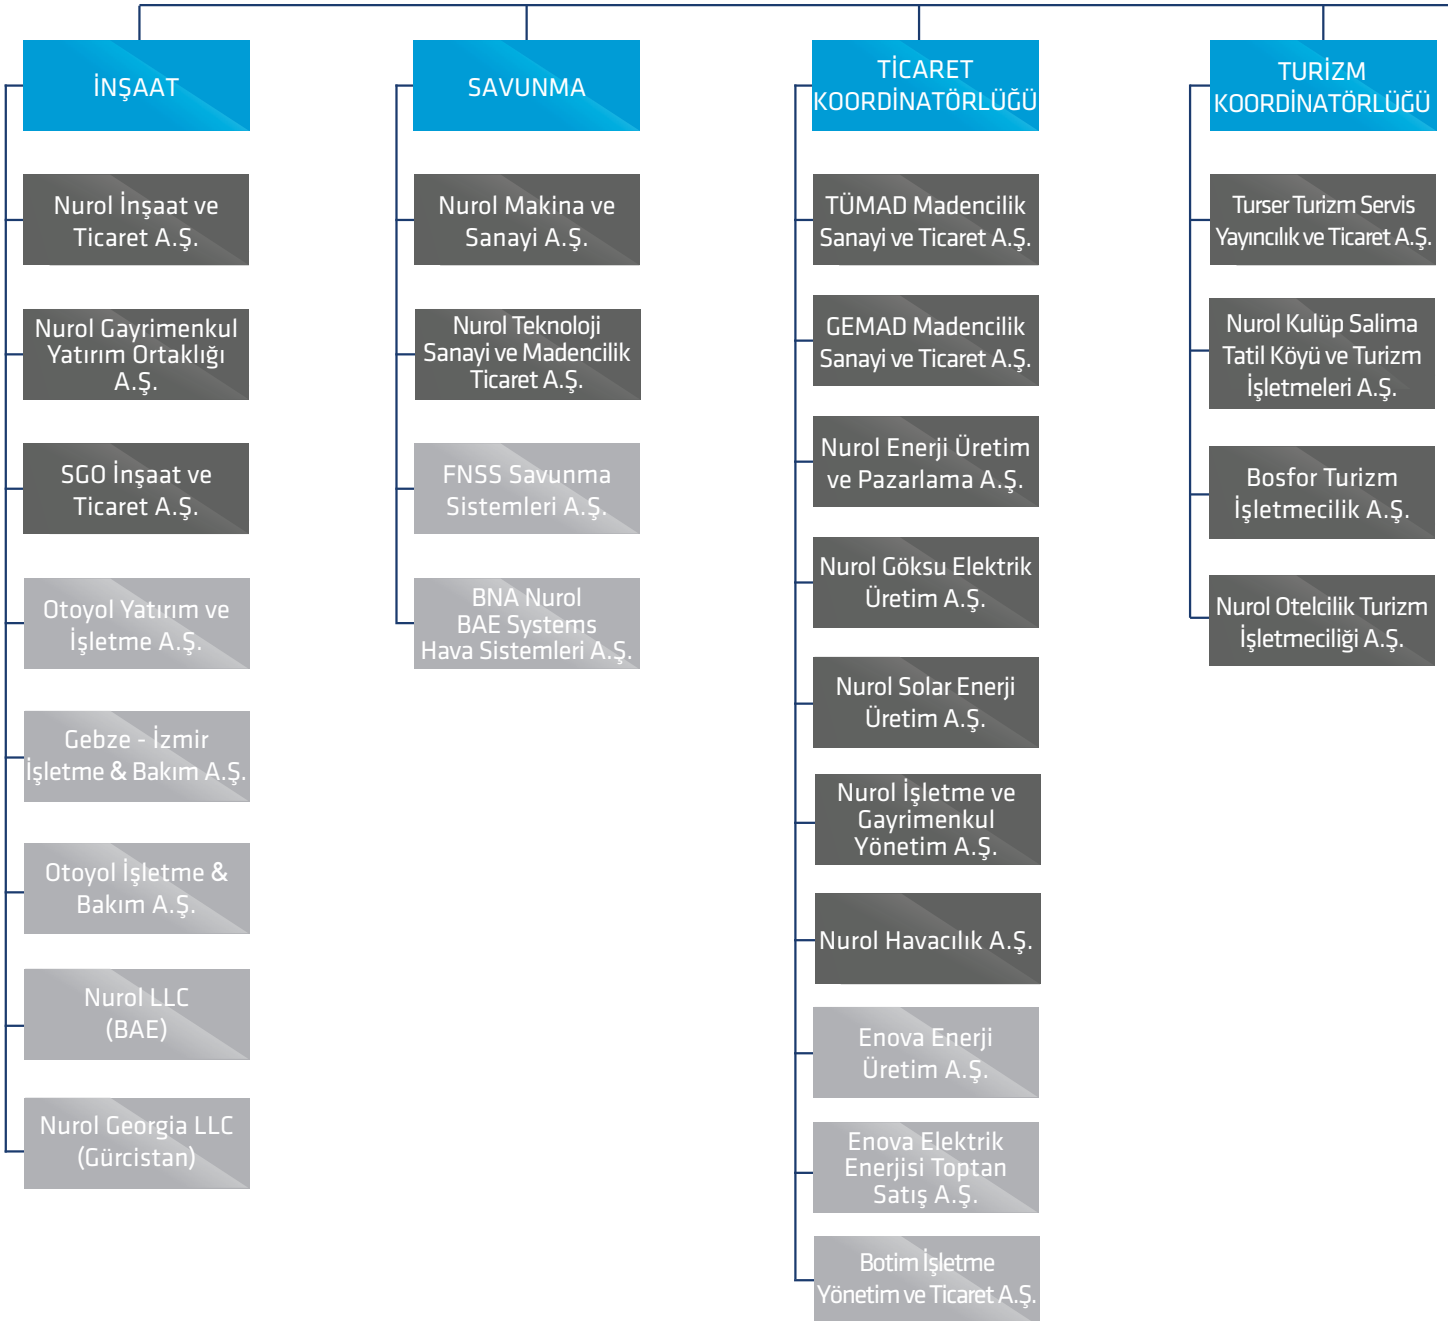 İNŞAAT
Nurol İnşaat ve
Ticaret A.Ş.
Nurol Gayrimenkul
Yatırım Ortaklığı
A.Ş.
SGO İnşaat ve
Ticaret A.Ş.
Otoyol Yatırım ve
İşletme A.Ş.
Gebze - İzmir
İşletme & Bakım A.Ş.
Otoyol İşletme &
Bakım A.Ş.
Nurol LLC
(BAE)
Nurol Georgia LLC
(Gürcistan)
SAVUNMA
Nurol Makina ve
Sanayi A.Ş.
Nurol Teknoloji
Sanayi ve Madencilik
Ticaret A.Ş.
FNSS Savunma
Sistemleri A.Ş.
BNA Nurol
BAE Systems
Hava Sistemleri A.Ş.
TİCARET
KOORDİNATÖRLÜĞÜ
TÜMAD Madencilik
Sanayi ve Ticaret A.Ş.
GEMAD Madencilik
Sanayi ve Ticaret A.Ş.
Nurol Enerji Üretim
ve Pazarlama A.Ş.
Nurol Göksu Elektrik
Üretim A.Ş.
Nurol Solar Enerji
Üretim A.Ş.
Nurol İşletme ve
Gayrimenkul
Yönetim A.Ş.
Nurol Havacılık A.Ş.
Enova Enerji
Üretim A.Ş.
Enova Elektrik
Enerjisi Toptan
Satış A.Ş.
Botim İşletme
Yönetim ve Ticaret A.Ş.
TURİZM
KOORDİNATÖRLÜĞÜ
Turser Turizm Servis
Yayıncılık ve Ticaret A.Ş.
Nurol Kulüp Salima
Tatil Köyü ve Turizm
İşletmeleri A.Ş.
Bosfor Turizm
İşletmecilik A.Ş.
Nurol Otelcilik Turizm
İşletmeciliği A.Ş.